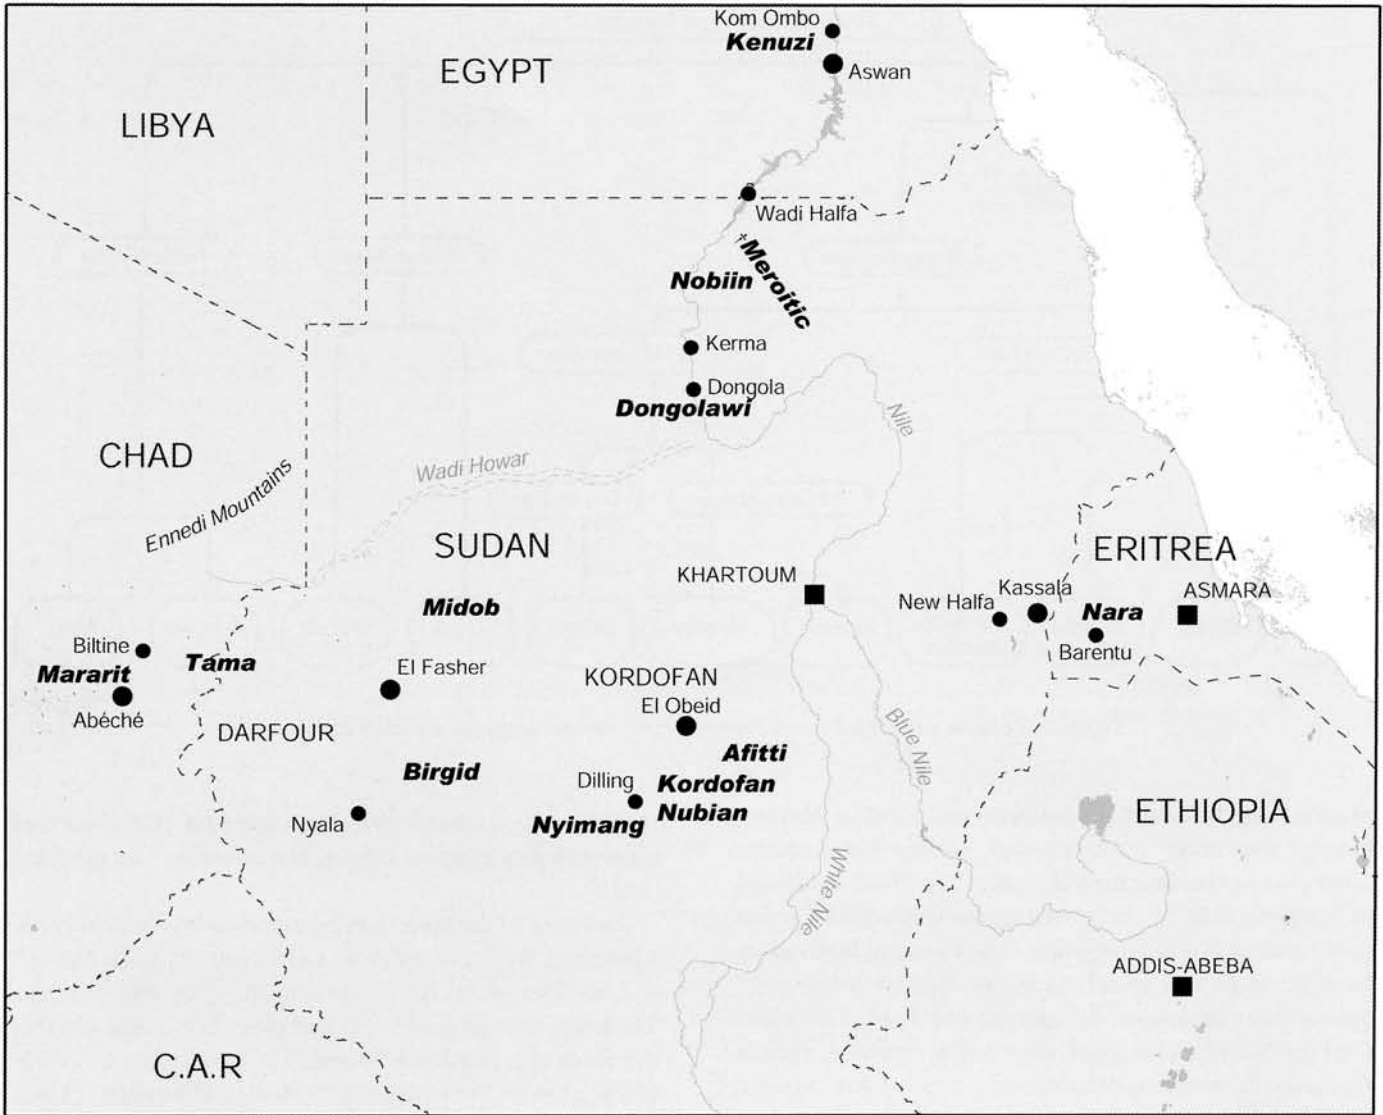 Kom Ombo
Kenuzi
Aswan
EGYPT
LIBYA
Wadi Halfa
†Meroitic
Nobiin
Kerma
Dongola
Dongolawi
Nile
CHAD
Wadi Howar
Ennedi Mountains
SUDAN
ERITREA
KHARTOUM
Kassala
ASMARA
New Halfa
Nara
Midob
Barentu
Biltine
Tama
Mararit
El Fasher
KORDOFAN
El Obeid
Abéché
DARFOUR
Blue Nile
Afitti
Birgid
Dilling
Kordofan
Nubian
Nyala
Nyimang
ETHIOPIA
White Nile
ADDIS-ABEBA
C.A.R